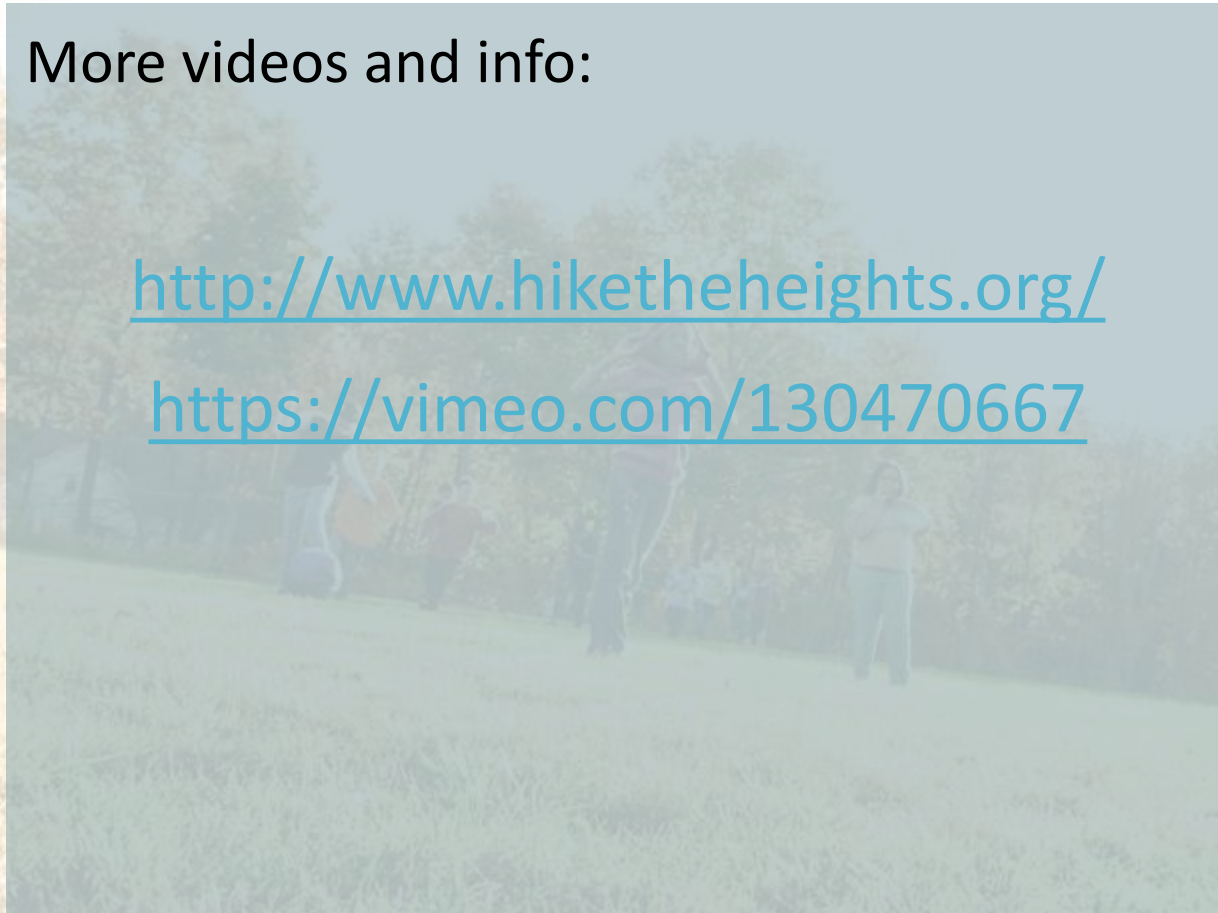 More videos and info:
http://www.hiketheheights.org/
https://vimeo.com/130470667